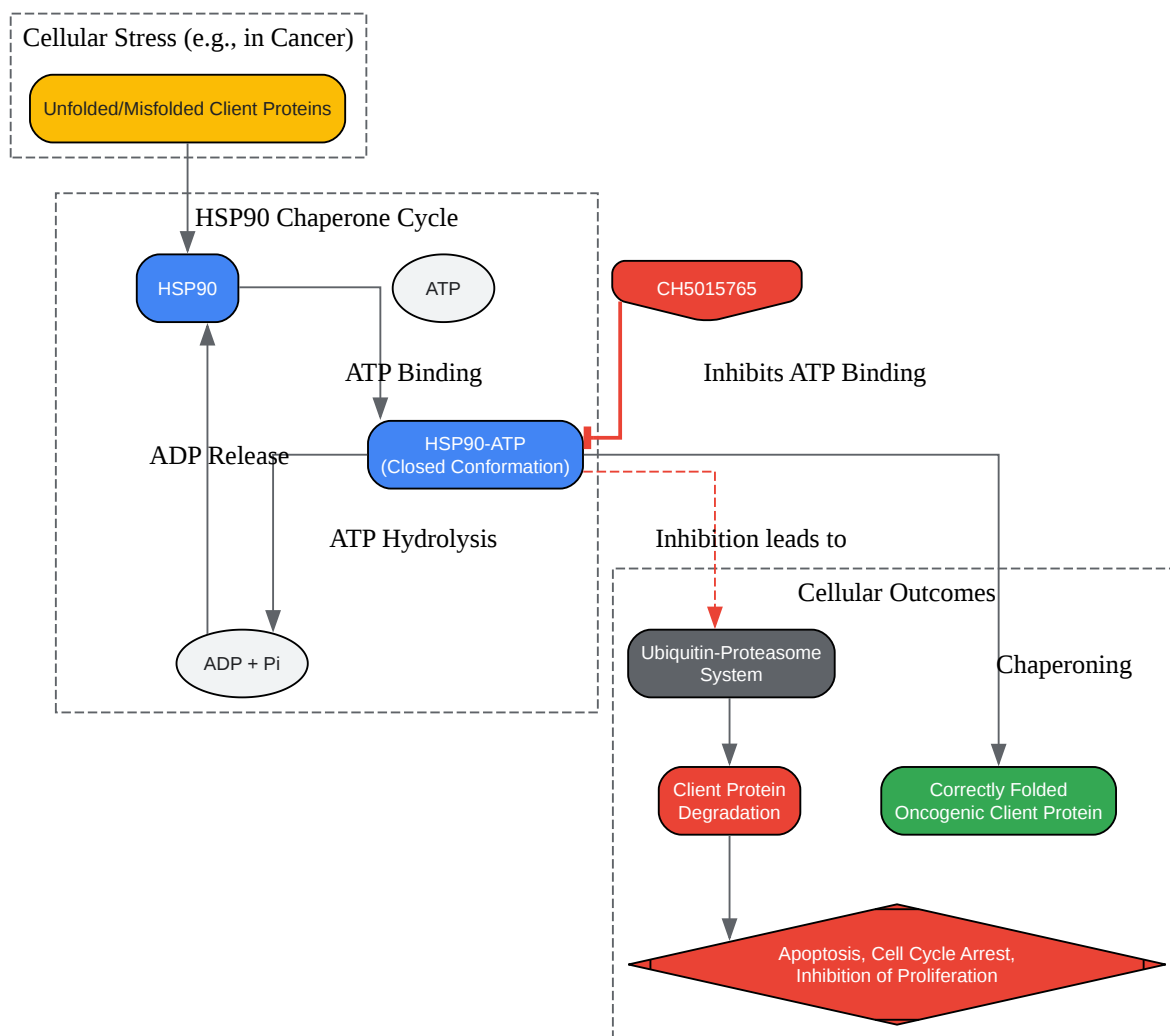 Cellular Stress (e.g., in Cancer)
Unfolded/Misfolded Client Proteins
HSP90 Chaperone Cycle
HSP90
ATP
CH5015765
ATP Binding
Inhibits ATP Binding
HSP90-ATP
(Closed Conformation)
ADP Release
ATP Hydrolysis
Inhibition leads to
Cellular Outcomes
Ubiquitin-Proteasome
System
ADP + Pi
Chaperoning
Client Protein
Degradation
Correctly Folded
Oncogenic Client Protein
Apoptosis, Cell Cycle Arrest,
Inhibition of Proliferation